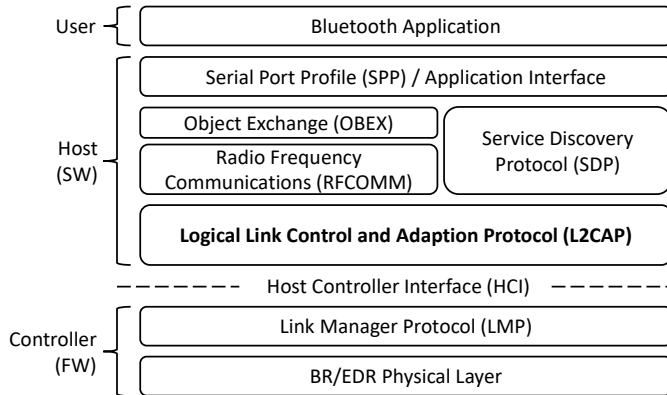 User
Bluetooth Application
Serial Port Profile (SPP) / Application Interface
Host
(SW)
Object Exchange (OBEX)
Radio Frequency
Communications (RFCOMM)
Service Discovery
Protocol (SDP)
Logical Link Control and Adaption Protocol (L2CAP)
Host Controller Interface (HCI)
Controller
(FW)
Link Manager Protocol (LMP)
BR/EDR Physical Layer